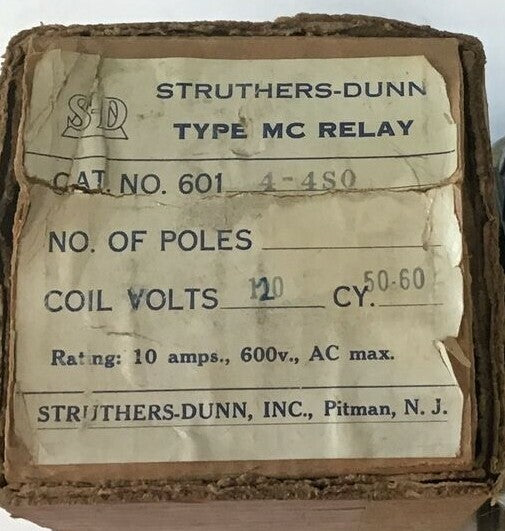 S-D
STRUTHERS-DUNN
TYPE MC RELAY
CAT. NO. 601 4-4SO
NO. OF POLES
COIL VOLTS 120 CY. 50-60
Rating: 10 amps., 600v., AC max.
STRUTHERS-DUNN, INC., Pitman, N. J.